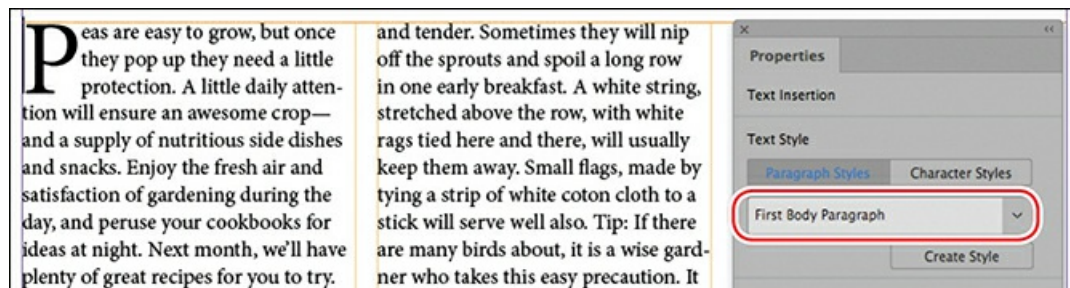 Peas are easy to grow, but once
they pop up they need a little
protection. A little daily atten-
tion will ensure an awesome crop—
and a supply of nutritious side dishes
and snacks. Enjoy the fresh air and
satisfaction of gardening during the
day, and peruse your cookbooks for
ideas at night. Next month, we'll have
plenty of great recipes for you to try.
and tender. Sometimes they will nip
off the sprouts and spoil a long row
in one early breakfast. A white string,
stretched above the row, with white
rags tied here and there, will usually
keep them away. Small flags, made by
tying a strip of white coton cloth to a
stick will serve well also. Tip: If there
are many birds about, it is a wise gard-
ner who takes this easy precaution. It
Properties
Text Insertion
Text Style
Paragraph Styles Character Styles
First Body Paragraph
Create Style